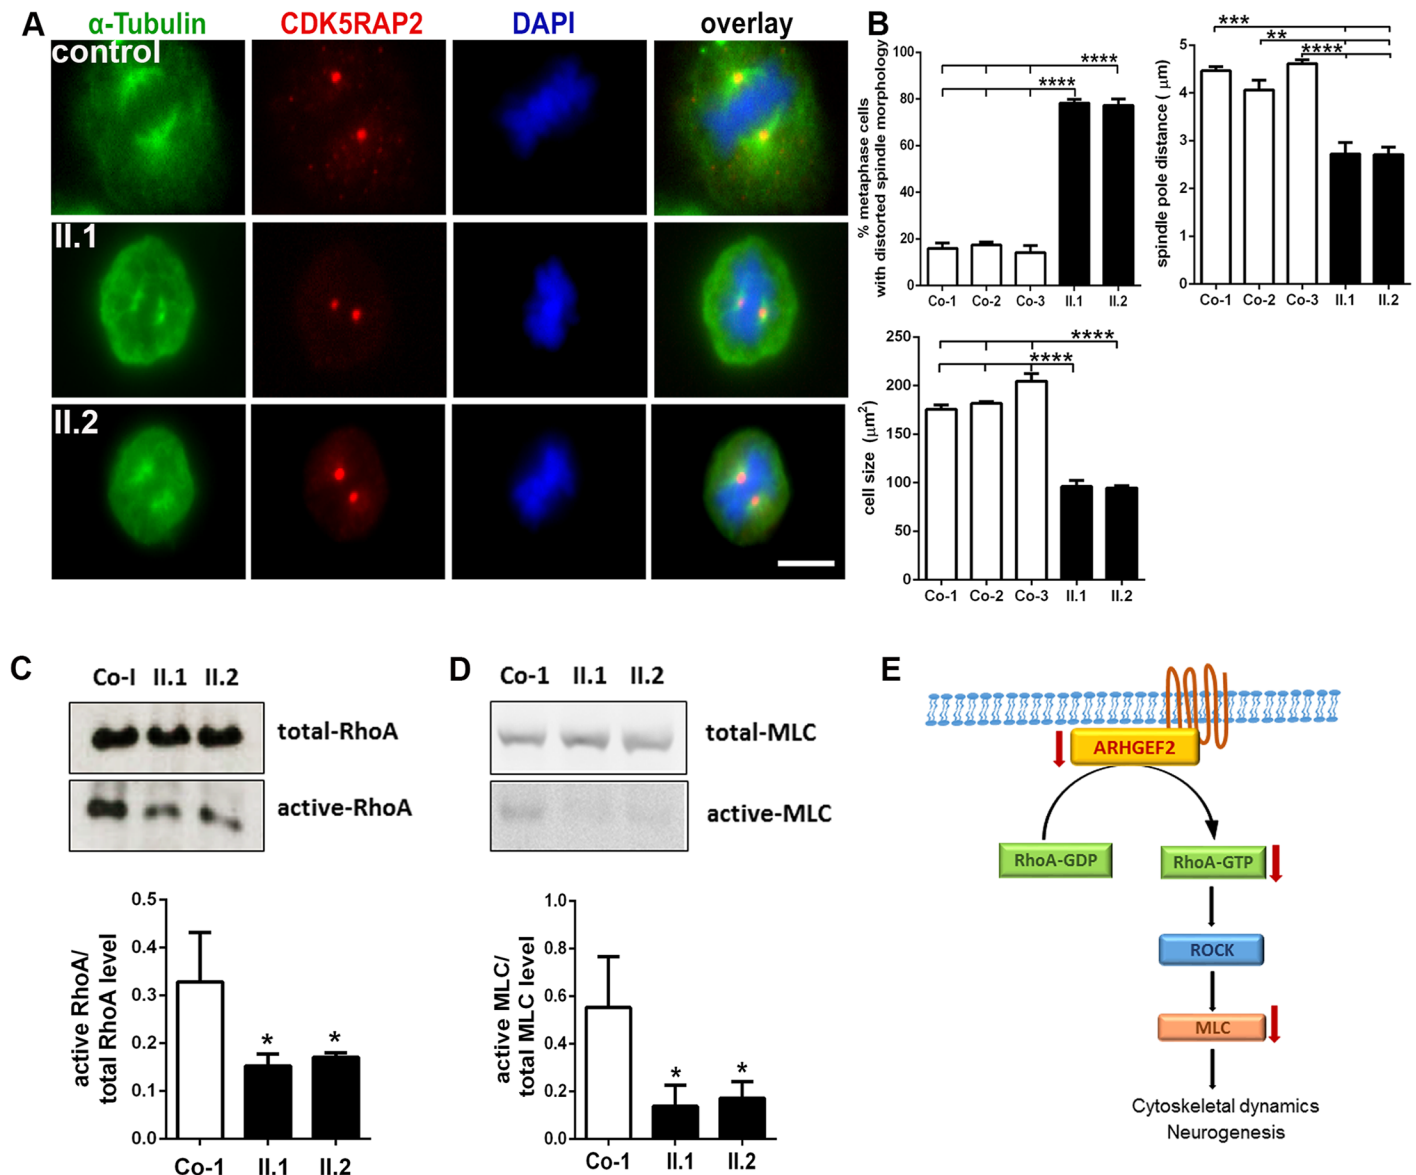 A
α-Tubulin
CDK5RAP2
DAPI
overlay
control
II.1
II.2
B
% metaphase cells
with distorted spindle morphology
100
80
60
40
20
0
****
****
Co-1
Co-2
Co-3
II.1
II.2
spindle pole distance ( μm)
5
4
3
2
1
0
***
**
****
Co-1
Co-2
Co-3
II.1
II.2
cell size (μm²)
250
200
150
100
50
0
****
****
Co-1
Co-2
Co-3
II.1
II.2
C
Co-I
II.1
II.2
total-RhoA
active-RhoA
active RhoA/
total RhoA level
0.5
0.4
0.3
0.2
0.1
0.0
*
*
Co-1
II.1
II.2
D
Co-1
II.1
II.2
total-MLC
active-MLC
active MLC/
total MLC level
1.0
0.8
0.6
0.4
0.2
0.0
*
*
Co-1
II.1
II.2
E
ARHGEF2
RhoA-GDP
RhoA-GTP
ROCK
MLC
Cytoskeletal dynamics
Neurogenesis